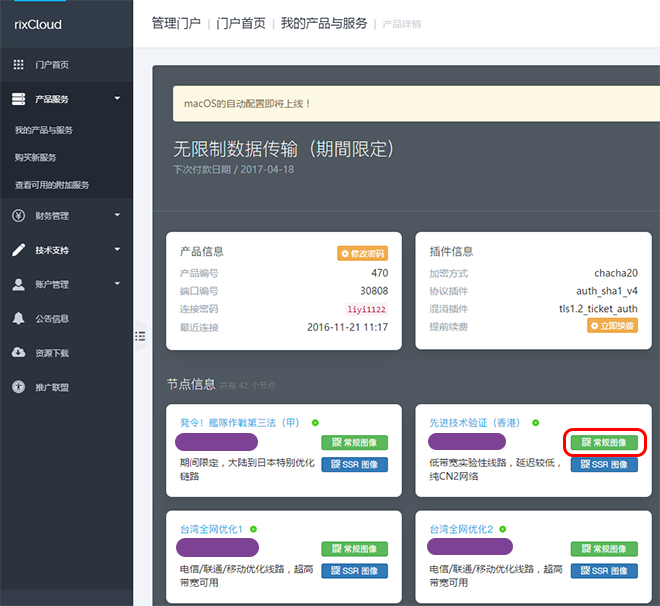 rixCloud
管理门户 | 门户首页 | 我的产品与服务 | 产品详情
门户首页
产品服务
我的产品与服务
购买新服务
查看可用的附加服务
财务管理
技术支持
账户管理
公告信息
资源下载
推广联盟
macOS的自动配置即将上线！
无限制数据传输（期間限定）
下次付款日期 / 2017-04-18
产品信息
修改密码
产品编号 470
端口编号 30808
连接密码 liyi1122
最近连接 2016-11-21 11:17
插件信息
加密方式 chacha20
协议插件 auth_sha1_v4
混淆插件 tls1.2_ticket_auth
提前续费 立即续费
节点信息 共有 42 个节点
発令！艦隊作戦第三法（甲）
常规图像
SSR 图像
期间限定，大陆到日本特别优化
链路
先进技术验证（香港）
常规图像
SSR 图像
低带宽实验性线路，延迟较低，
纯CN2网络
台湾全网优化1
常规图像
SSR 图像
电信/联通/移动优化线路，超高
带宽可用
台湾全网优化2
常规图像
SSR 图像
电信/联通/移动优化线路，超高
带宽可用